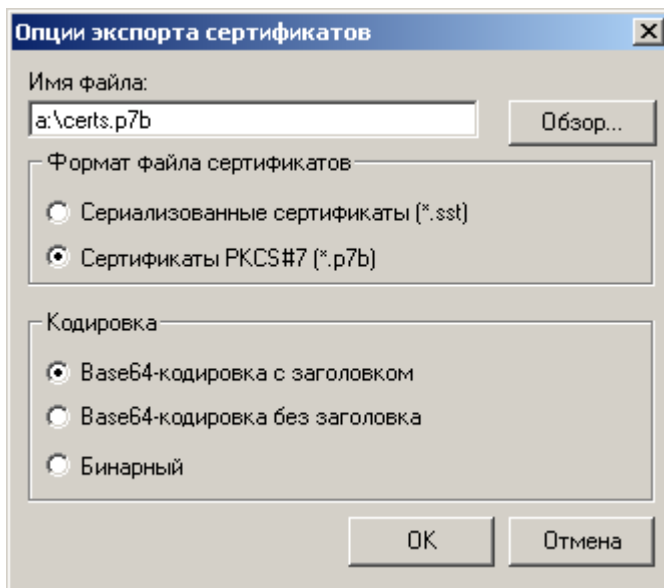 Опции экспорта сертификатов
Имя файла:
a:\certs.p7b
Обзор...
Формат файла сертификатов
Сериализованные сертификаты (*.sst)
Сертификаты PKCS#7 (*.p7b)
Кодировка
Base64-кодировка с заголовком
Base64-кодировка без заголовка
Бинарный
OK
Отмена